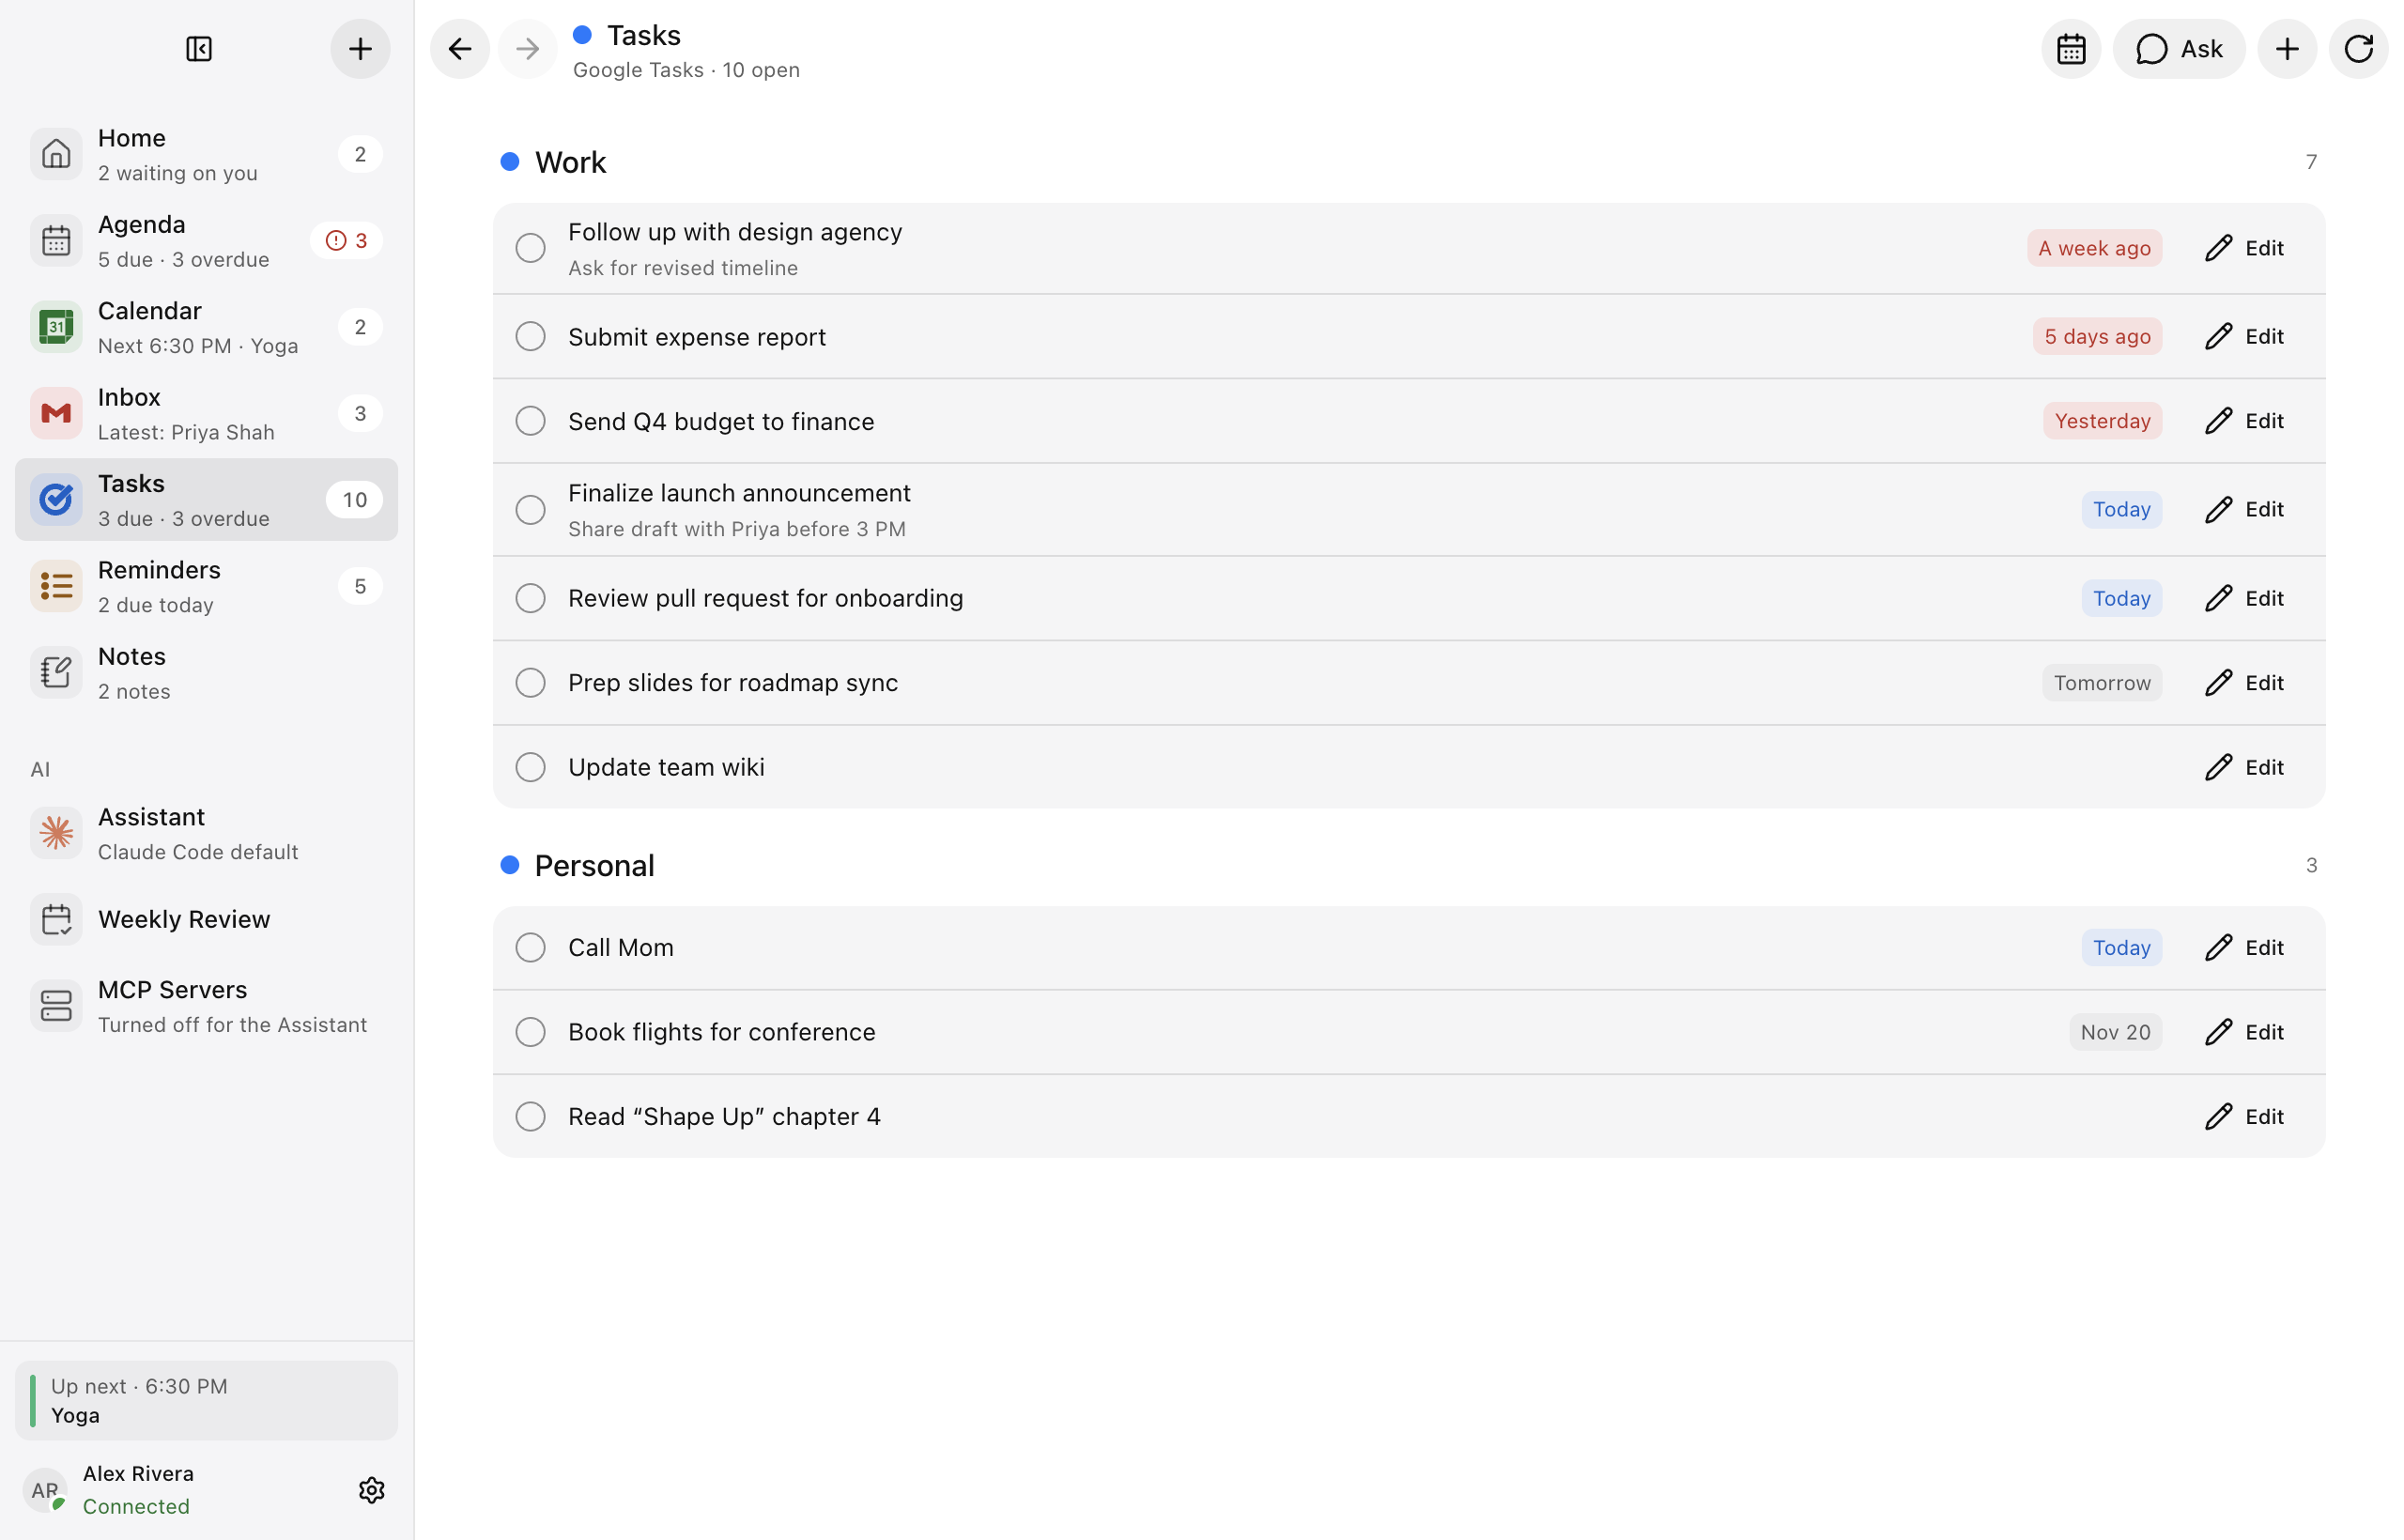 Home
2 waiting on you
2
Agenda
5 due · 3 overdue
3
31
Calendar
Next 6:30 PM · Yoga
2
Inbox
Latest: Priya Shah
3
Tasks
3 due · 3 overdue
10
Reminders
2 due today
5
Notes
2 notes
AI
Assistant
Claude Code default
Weekly Review
MCP Servers
Turned off for the Assistant
Up next · 6:30 PM
Yoga
AR
Alex Rivera
Connected
Tasks
Google Tasks · 10 open
Ask
Work
7
Follow up with design agency
Ask for revised timeline
A week ago
Edit
Submit expense report
5 days ago
Edit
Send Q4 budget to finance
Yesterday
Edit
Finalize launch announcement
Share draft with Priya before 3 PM
Today
Edit
Review pull request for onboarding
Today
Edit
Prep slides for roadmap sync
Tomorrow
Edit
Update team wiki
Edit
Personal
3
Call Mom
Today
Edit
Book flights for conference
Nov 20
Edit
Read “Shape Up” chapter 4
Edit